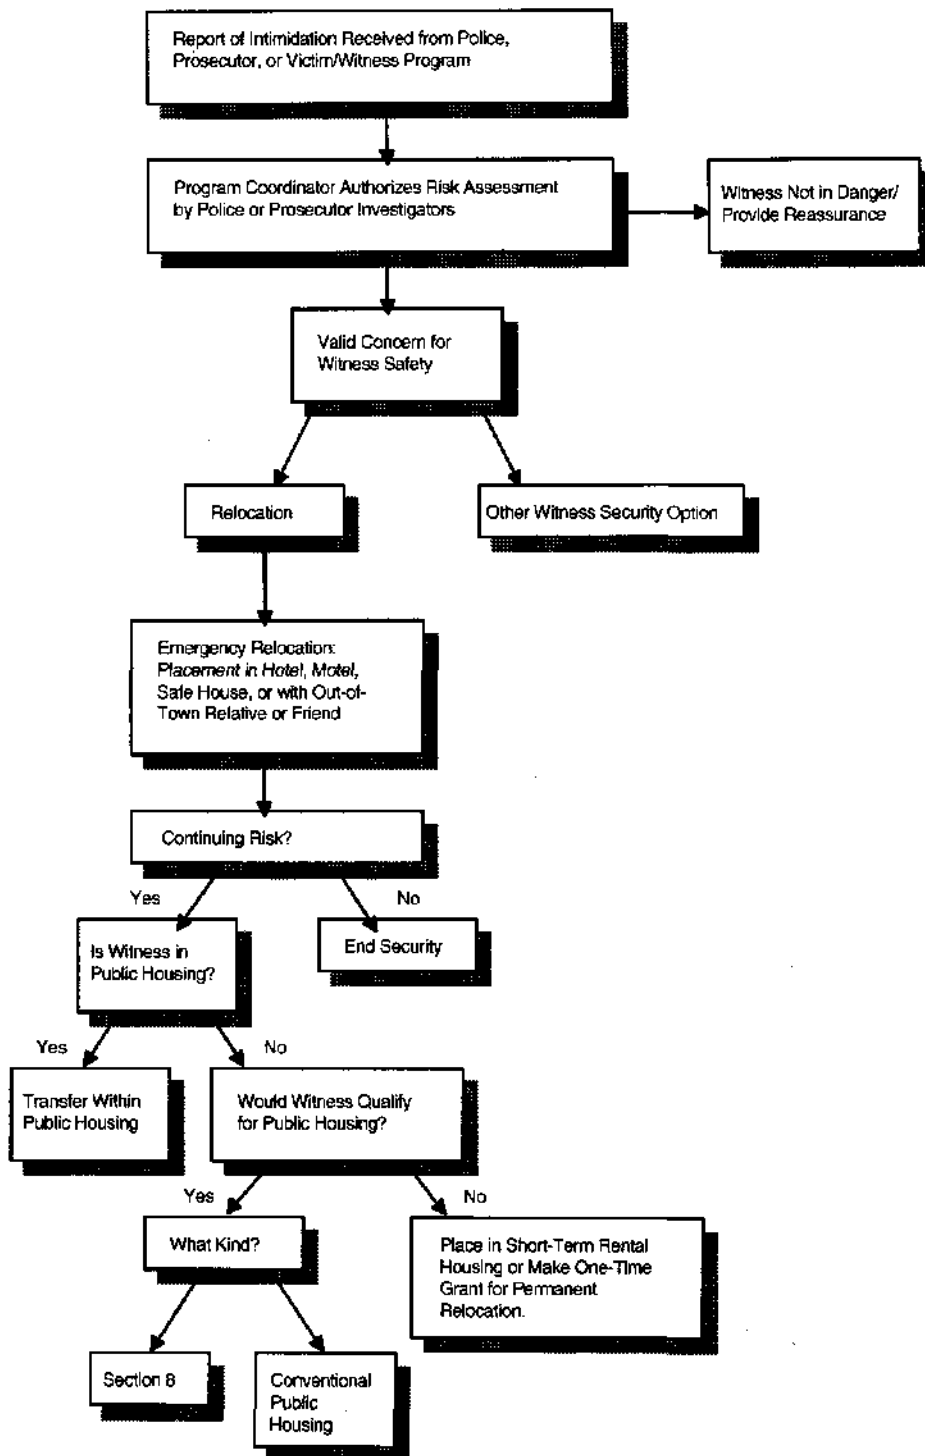 Report of Intimidation Received from Police,
Prosecutor, or Victim/Witness Program
Program Coordinator Authorizes Risk Assessment
by Police or Prosecutor Investigators
Witness Not in Danger/
Provide Reassurance
Valid Concern for
Witness Safety
Relocation
Other Witness Security Option
Emergency Relocation:
Placement in Hotel, Motel,
Safe House, or with Out-of-
Town Relative or Friend
Continuing Risk?
Yes
No
Is Witness in
Public Housing?
End Security
Yes
No
Transfer Within
Public Housing
Would Witness Qualify
for Public Housing?
Yes
No
What Kind?
Place in Short-Term Rental
Housing or Make One-Time
Grant for Permanent
Relocation.
Section 8
Conventional
Public
Housing